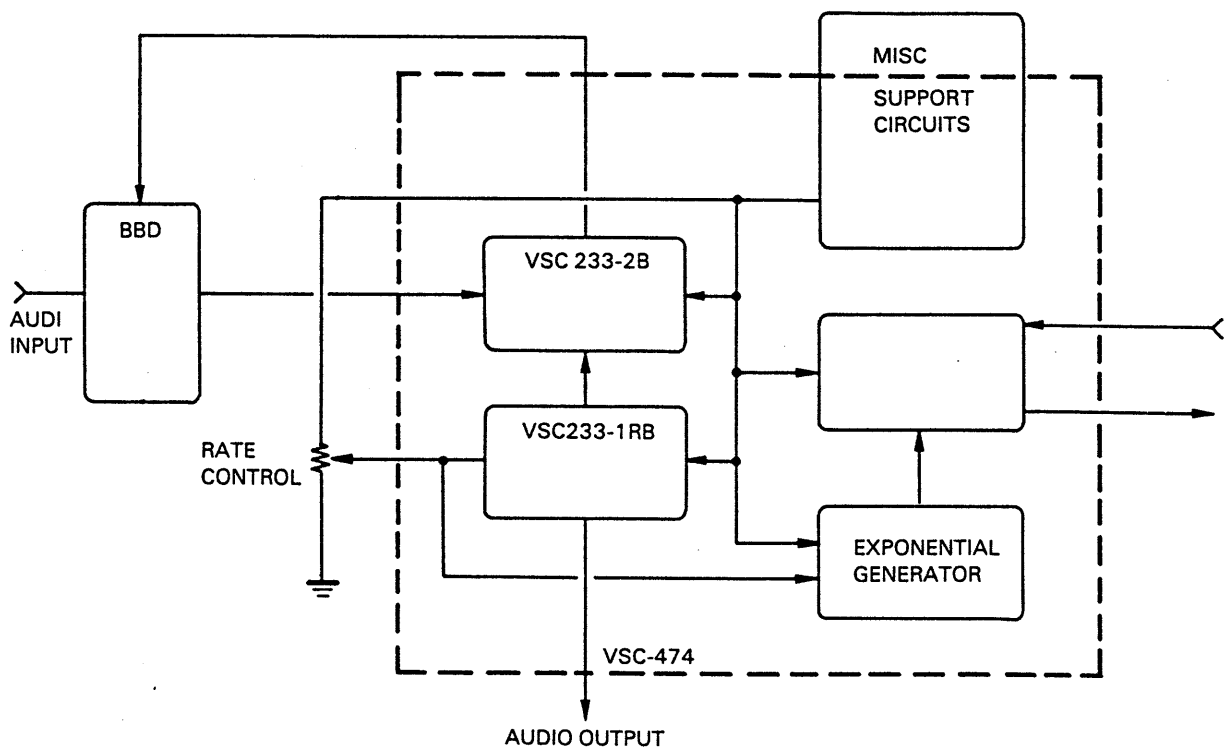 MISC
SUPPORT
CIRCUITS
BBD
VSC 233-2B
AUDI
INPUT
VSC233-1RB
RATE
CONTROL
EXPONENTIAL
GENERATOR
VSC-474
AUDIO OUTPUT